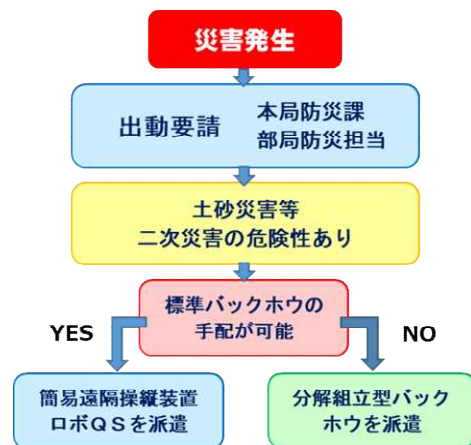 災害発生
出動要請
本局防災課
部局防災担当
土砂災害等
二次災害の危険性あり
標準バックホウの
手配が可能
YES
NO
簡易遠隔操縦装置
ロボQSを派遣
分解組立型バック
ホウを派遣